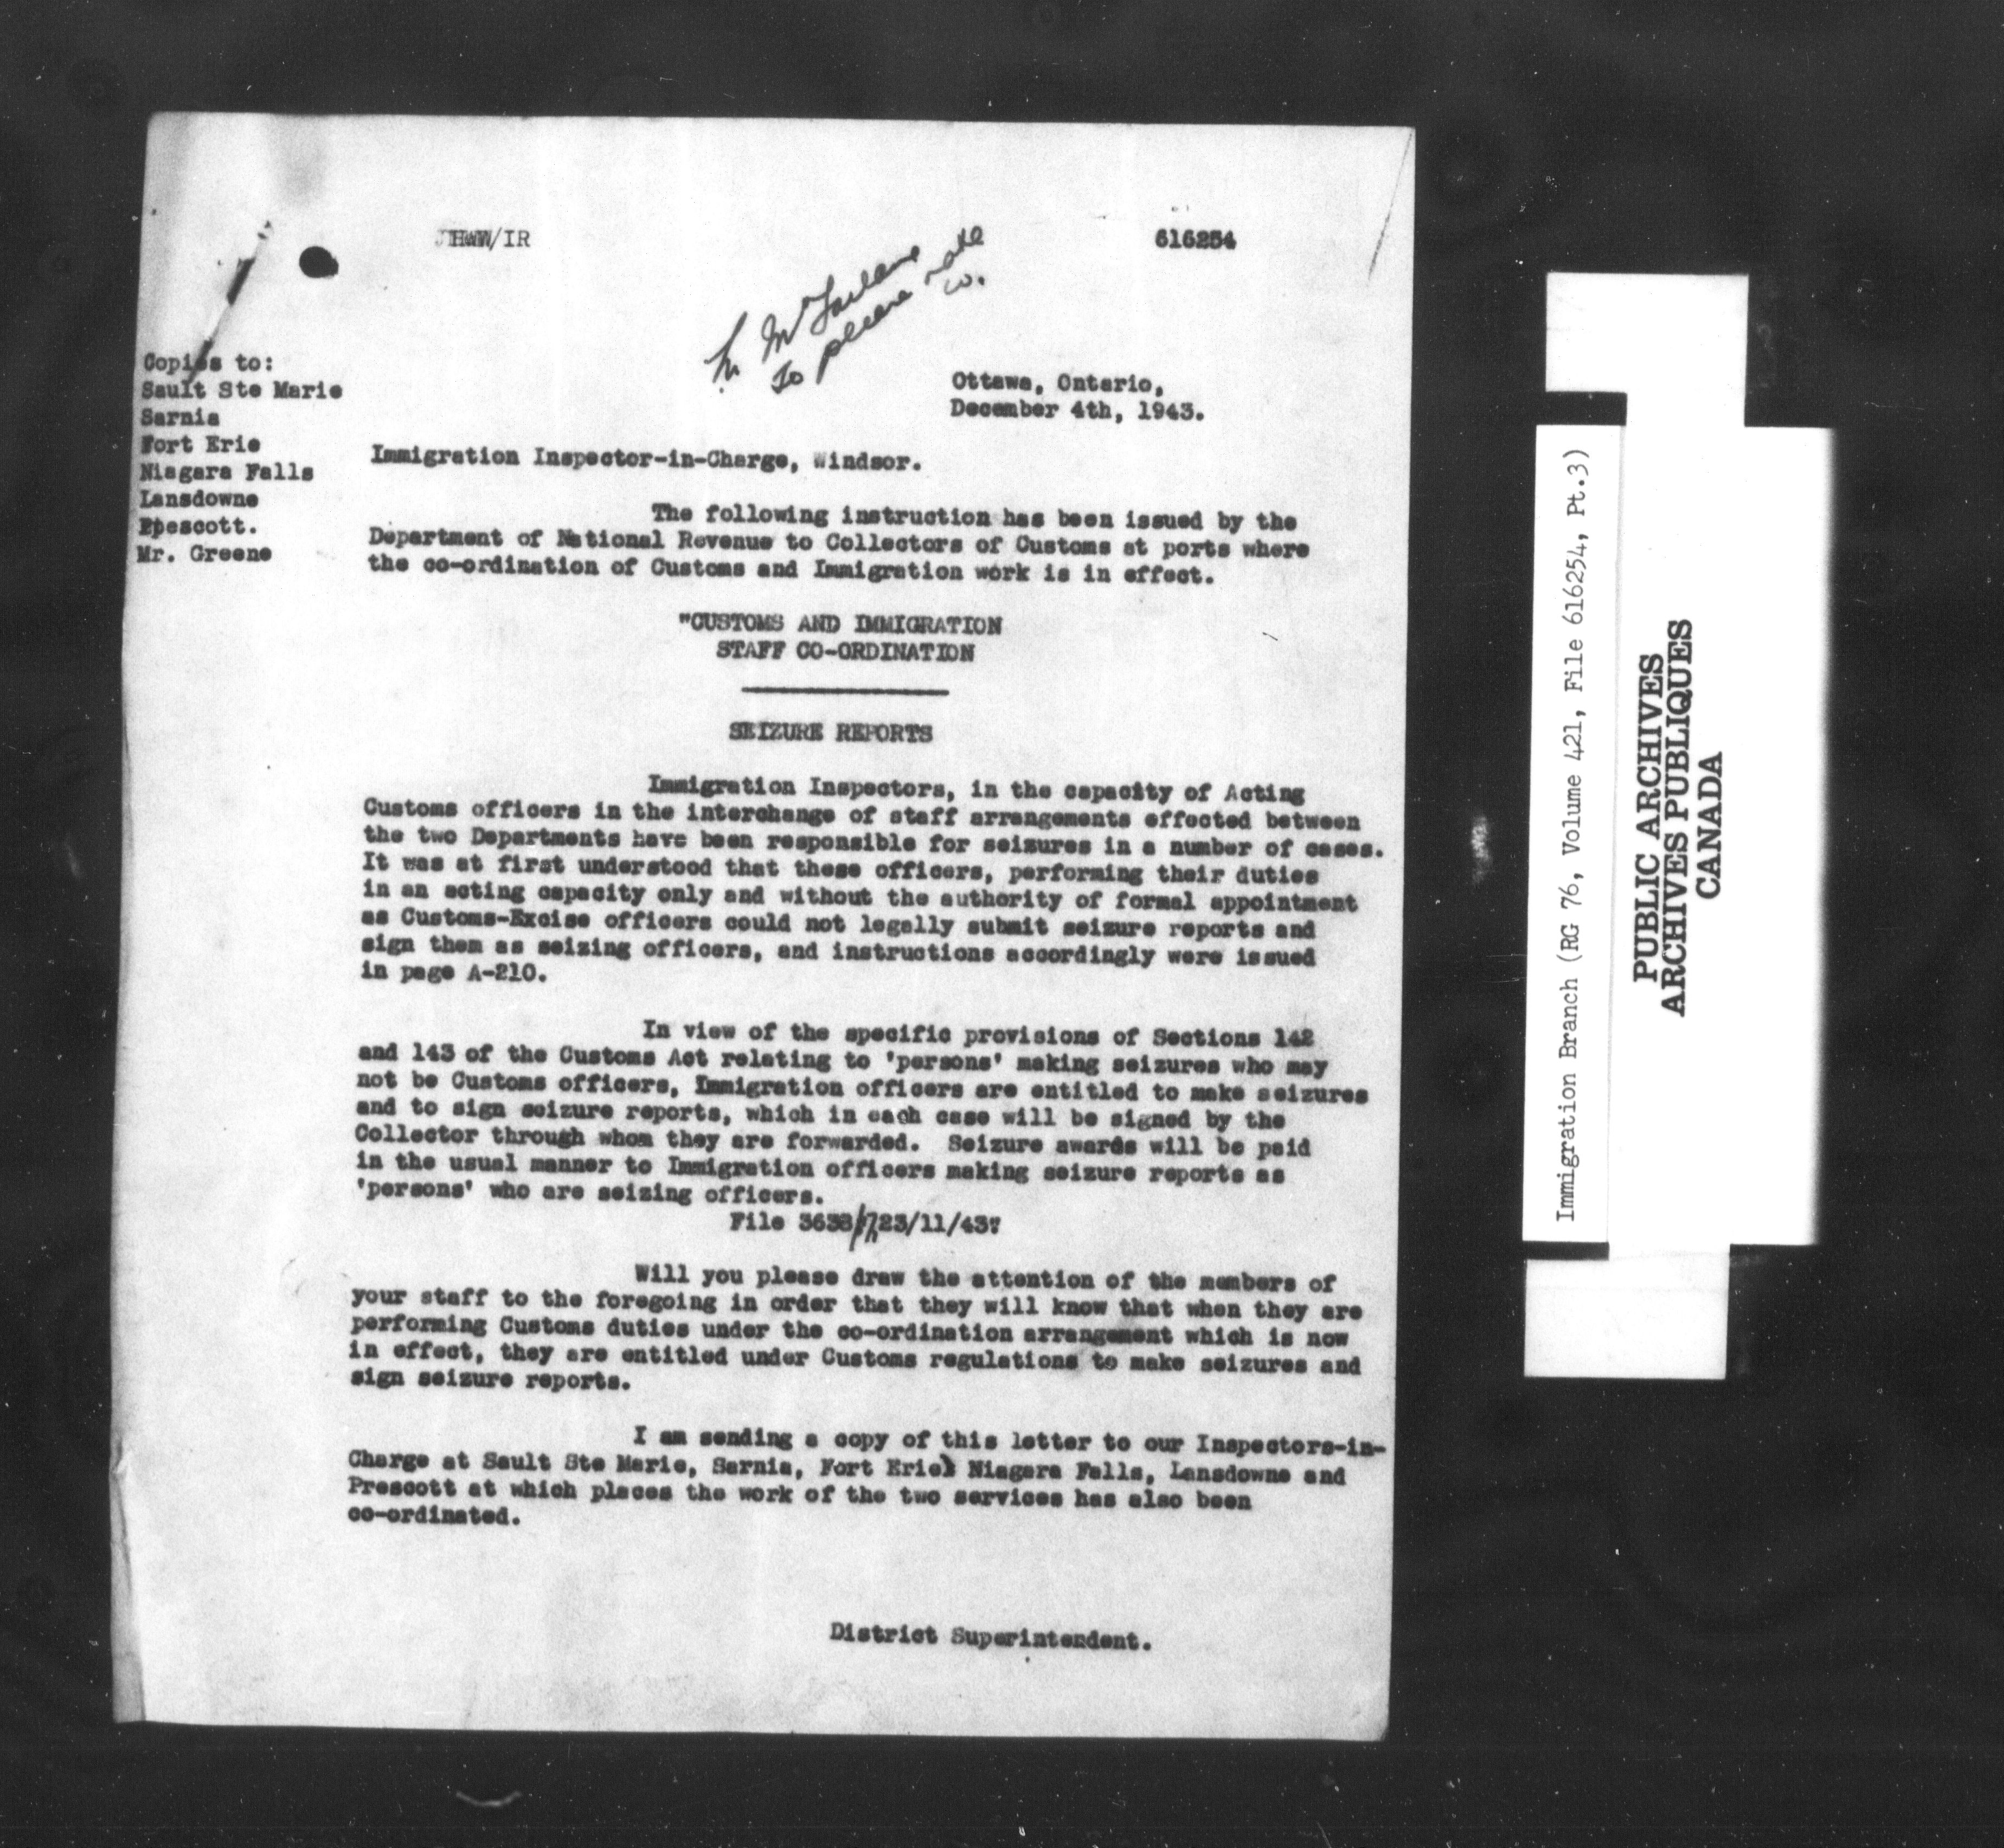 /IR
616254
Mr McFarlane
To please note
W.
Copies to:
Sault Ste Marie
Sarnia
Fort Erie
Niagara Falls
Lansdowne
Ppescott.
Mr. Greene
Ottawa, Ontario,
December 4th, 1943.
Immigration Inspector-in-Charge, Windsor.
The following instruction has been issued by the
Department of National Revenue to Collectors of Customs at ports where
the co-ordination of Customs and Immigration work is in effect.
"CUSTOMS AND IMMIGRATION
STAFF CO-ORDINATION
SEIZURE REPORTS
Immigration Inspectors, in the capacity of Acting
Customs officers in the interchange of staff arrangements effected between
the two Departments have been responsible for seizures in a number of cases.
It was at first understood that these officers, performing their duties
in an acting capacity only and without the authority of formal appointment
as Customs-Excise officers could not legally submit seizure reports and
sign them as seizing officers, and instructions accordingly were issued
in page A-210.
In view of the specific provisions of Sections 142
and 143 of the Customs Act relating to 'persons' making seizures who may
not be Customs officers, Immigration officers are entitled to make seizures
and to sign seizure reports, which in each case will be signed by the
Collector through whom they are forwarded. Seizure awards will be paid
in the usual manner to Immigration officers making seizure reports as
'persons' who are seizing officers.
File 3638 23/11/43"
Will you please draw the attention of the members of
your staff to the foregoing in order that they will know that when they are
performing Customs duties under the co-ordination arrangement which is now
in effect, they are entitled under Customs regulations to make seizures and
sign seizure reports.
I am sending a copy of this letter to our Inspectors-in-
Charge at Sault Ste Marie, Sarnia, Fort Erie, Niagara Falls, Lansdowne and
Prescott at which places the work of the two services has also been
co-ordinated.
District Superintendent.
Immigration Branch (RG 76, Volume 421, File 616254, Pt.3)
PUBLIC ARCHIVES
ARCHIVES PUBLIQUES
CANADA